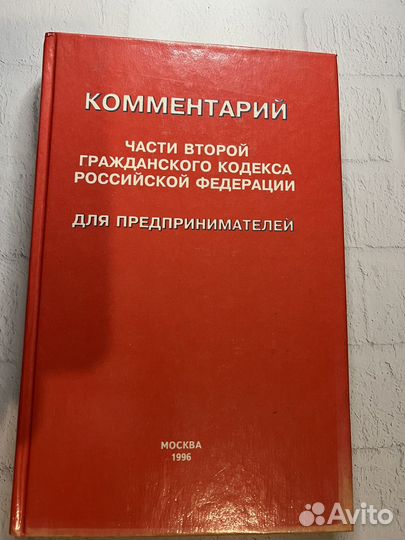 КОММЕНТАРИЙ
ЧАСТИ ВТОРОЙ
ГРАЖДАНСКОГО КОДЕКСА
РОССИЙСКОЙ ФЕДЕРАЦИИ
ДЛЯ ПРЕДПРИНИМАТЕЛЕЙ
МОСКВА
1996
Avito